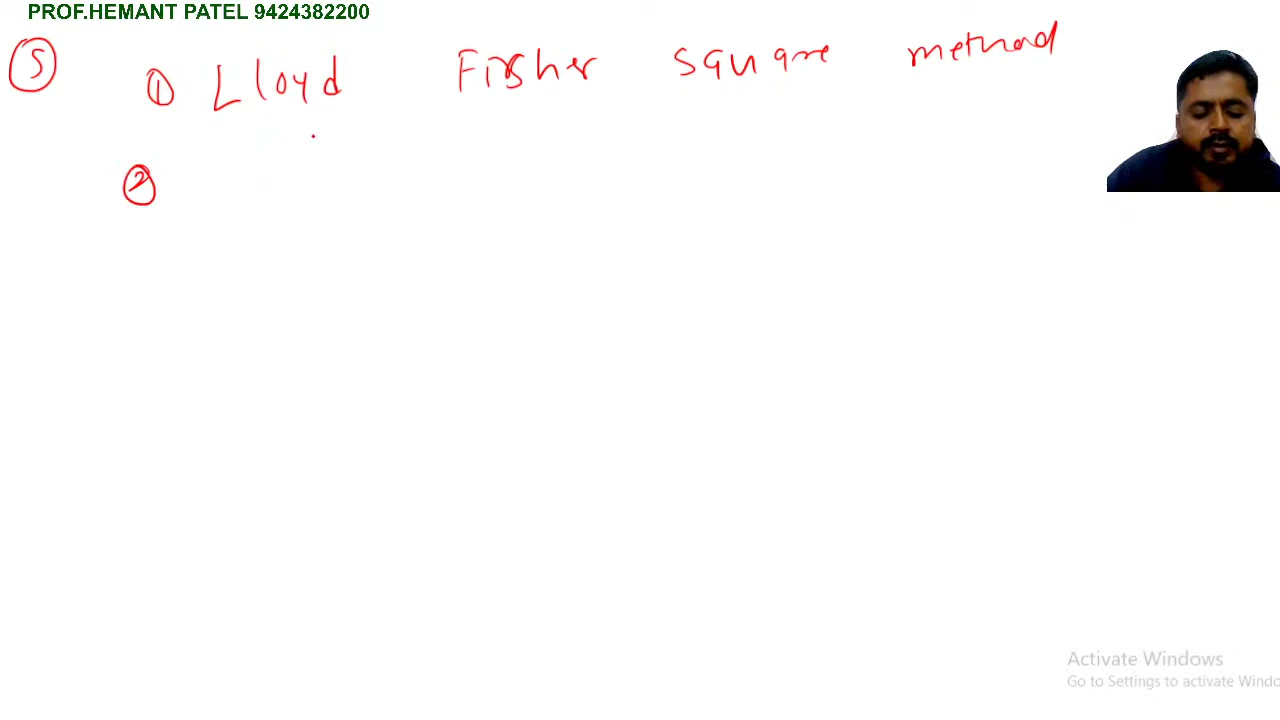 PROF.HEMANT PATEL 9424382200
5 1 Lloyd Fisher square method
2
Activate Windows
Go to Settings to activate Windo